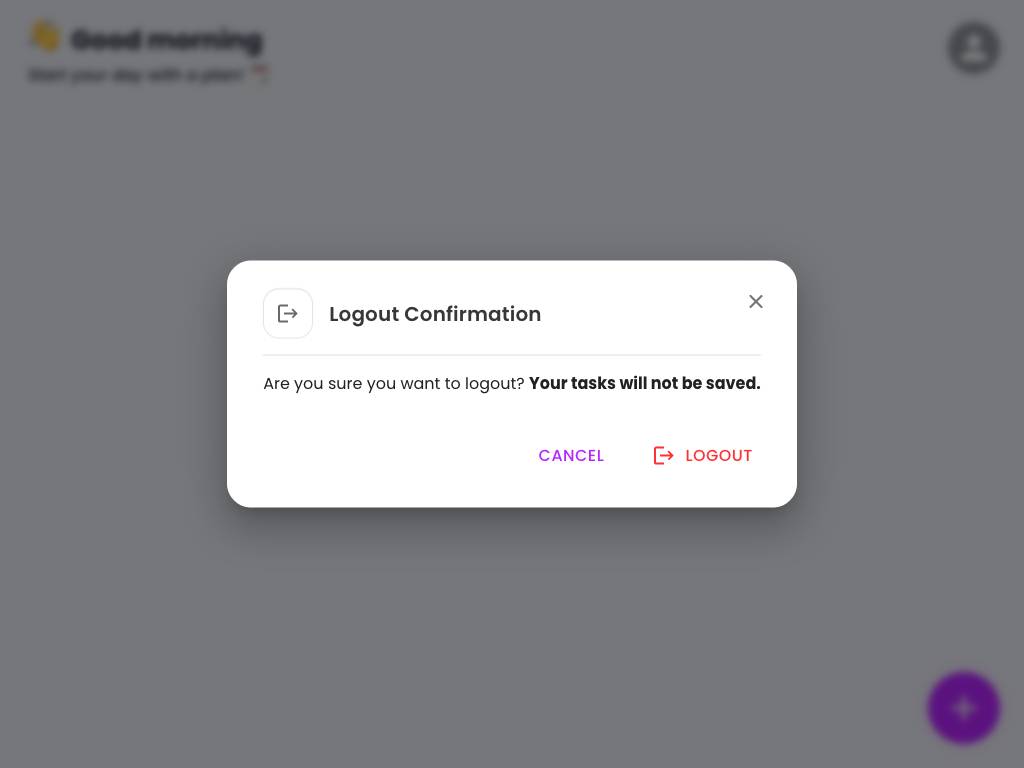 Good morning
Start your day with a plan!
Logout Confirmation
Are you sure you want to logout? Your tasks will not be saved.
CANCEL
LOGOUT